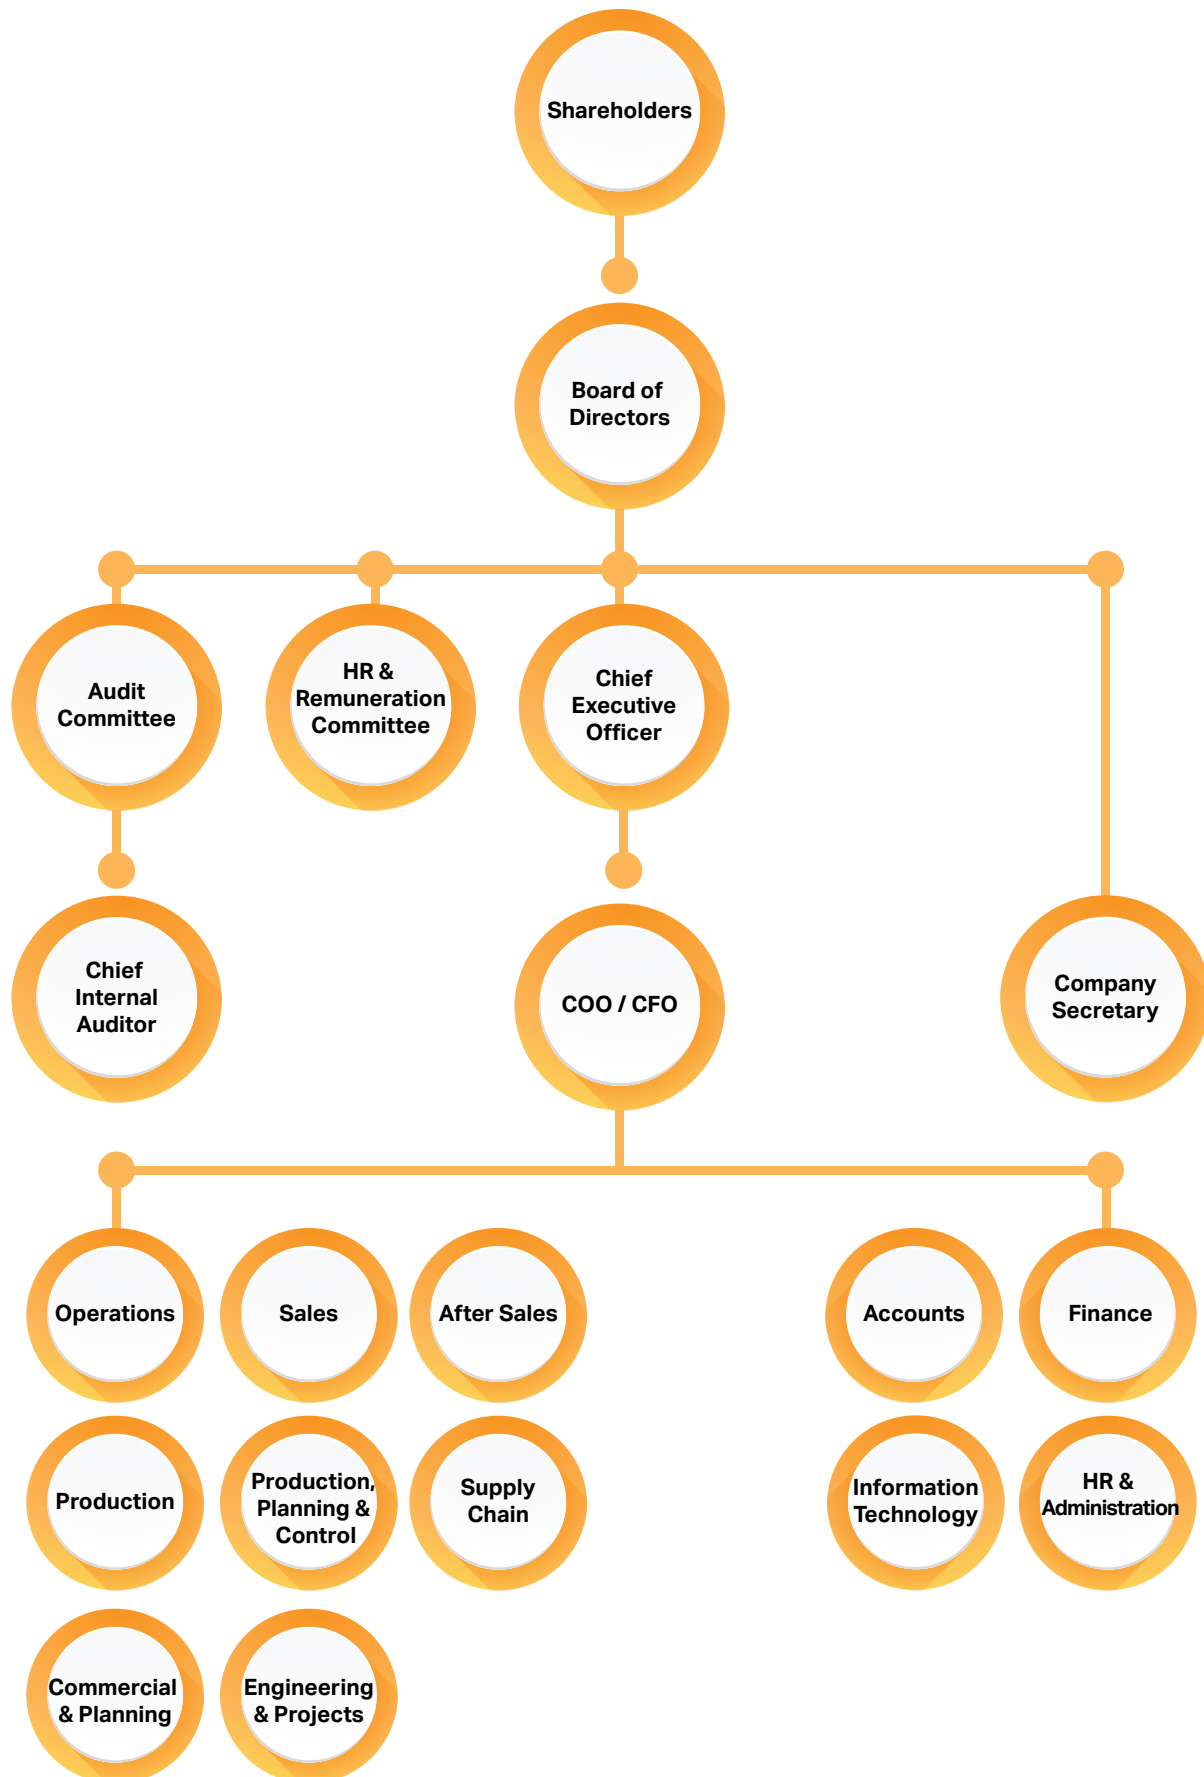 Shareholders
Board of
Directors
Audit
Committee
HR &
Remuneration
Committee
Chief
Executive
Officer
Chief
Internal
Auditor
COO / CFO
Company
Secretary
Operations
Sales
After Sales
Accounts
Finance
Production
Production,
Planning &
Control
Supply
Chain
Information
Technology
HR &
Administration
Commercial
& Planning
Engineering
& Projects